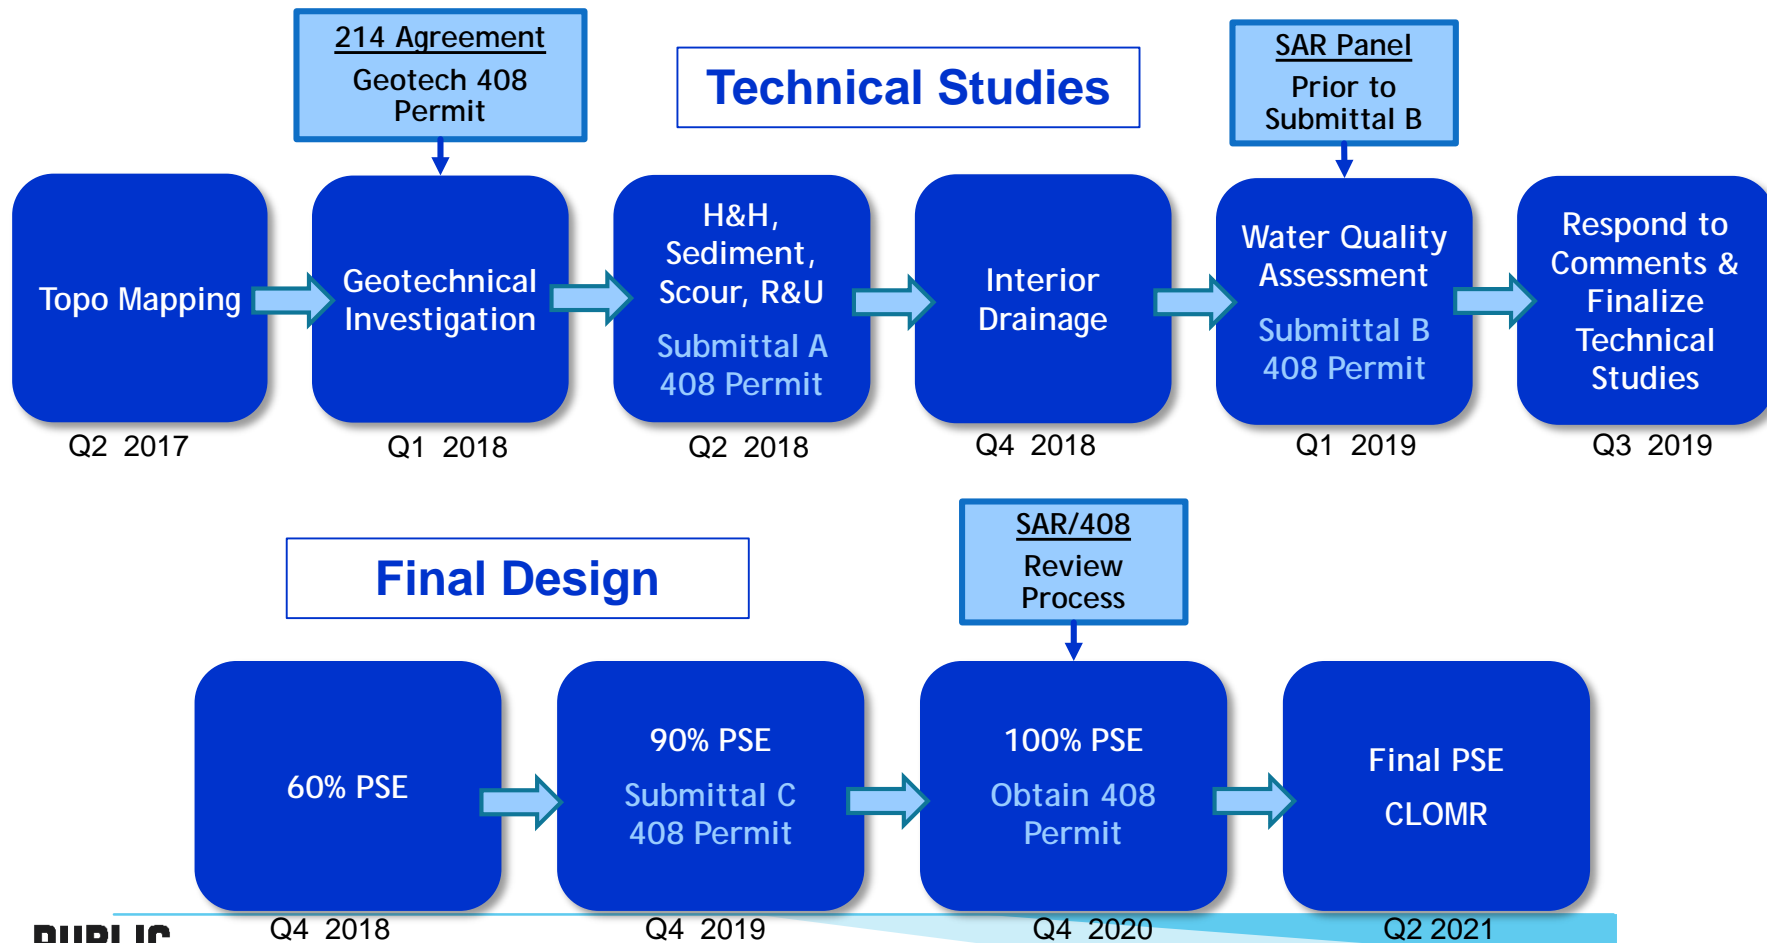 214 Agreement
Geotech 408
Permit
Technical Studies
SAR Panel
Prior to
Submittal B
Topo Mapping
Geotechnical
Investigation
H&H,
Sediment,
Scour, R&U
Submittal A
408 Permit
Interior
Drainage
Water Quality
Assessment
Submittal B
408 Permit
Respond to
Comments &
Finalize
Technical
Studies
Q2 2017
Q1 2018
Q2 2018
Q4 2018
Q1 2019
Q3 2019
Final Design
SAR/408
Review
Process
60% PSE
90% PSE
Submittal C
408 Permit
100% PSE
Obtain 408
Permit
Final PSE
CLOMR
Q4 2018
Q4 2019
Q4 2020
Q2 2021
PUBLIC